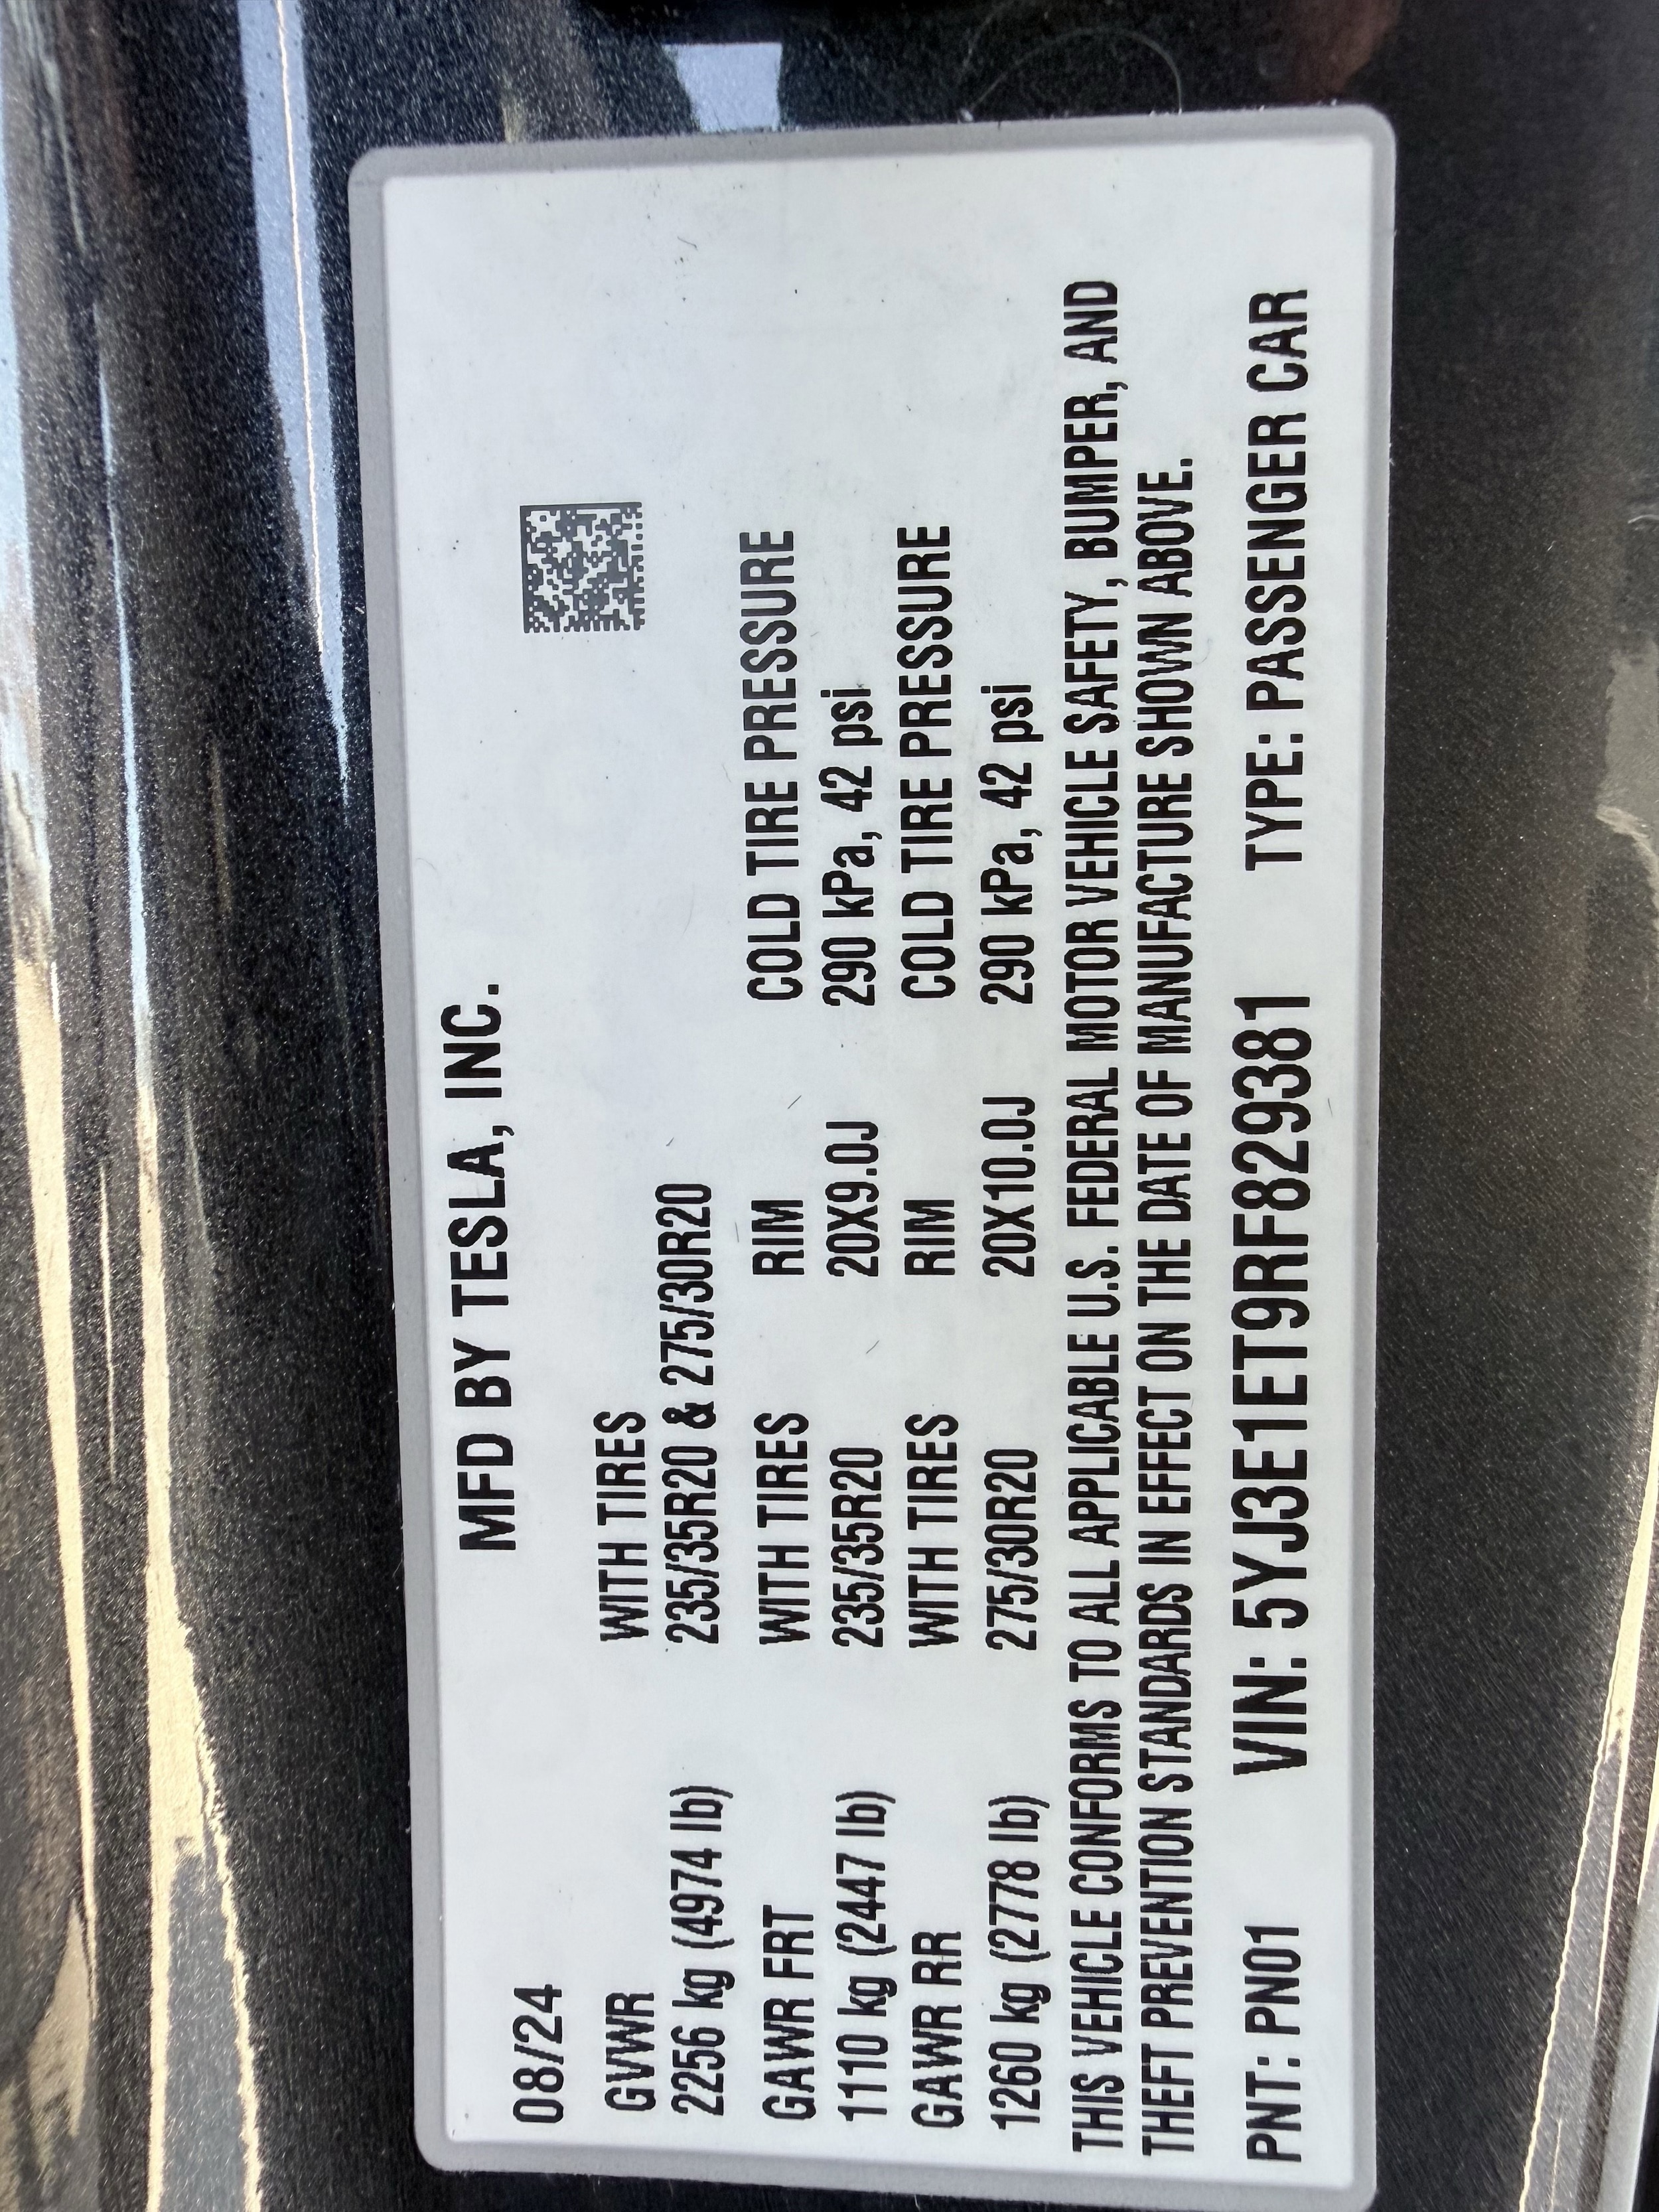 MFD BY TESLA, INC.
08/24
GVWR WITH TIRES
2256 kg (4974 lb) 235/35R20 & 275/30R20
GAWR FRT WITH TIRES RIM COLD TIRE PRESSURE
1110 kg (2447 lb) 235/35R20 20X9.0J 290 kPa, 42 psi
GAWR RR WITH TIRES RIM COLD TIRE PRESSURE
1260 kg (2778 lb) 275/30R20 20X10.0J 290 kPa, 42 psi
THIS VEHICLE CONFORMS TO ALL APPLICABLE U.S. FEDERAL MOTOR VEHICLE SAFETY, BUMPER, AND
THEFT PREVENTION STANDARDS IN EFFECT ON THE DATE OF MANUFACTURE SHOWN ABOVE.
PNT: PN01 VIN: 5YJ3E1ET9RF829381 TYPE: PASSENGER CAR